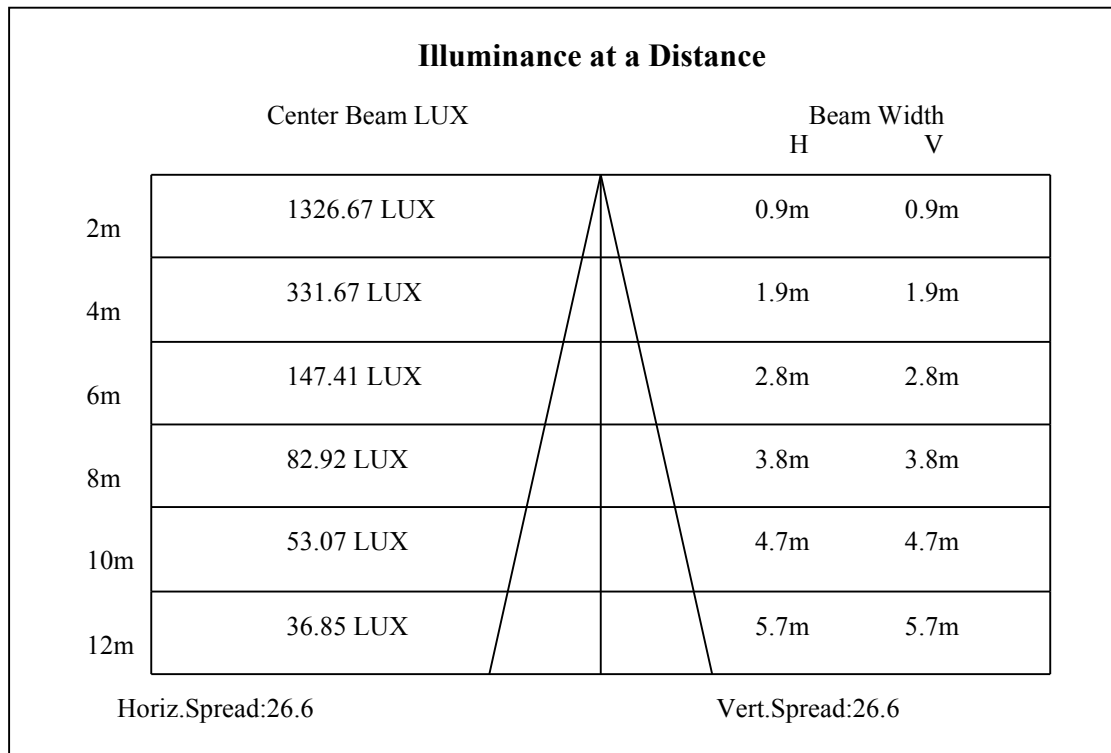 Illuminance at a Distance
Center Beam LUX Beam Width
H V
2m 1326.67 LUX 0.9m 0.9m
4m 331.67 LUX 1.9m 1.9m
6m 147.41 LUX 2.8m 2.8m
8m 82.92 LUX 3.8m 3.8m
10m 53.07 LUX 4.7m 4.7m
12m 36.85 LUX 5.7m 5.7m
Horiz.Spread:26.6 Vert.Spread:26.6